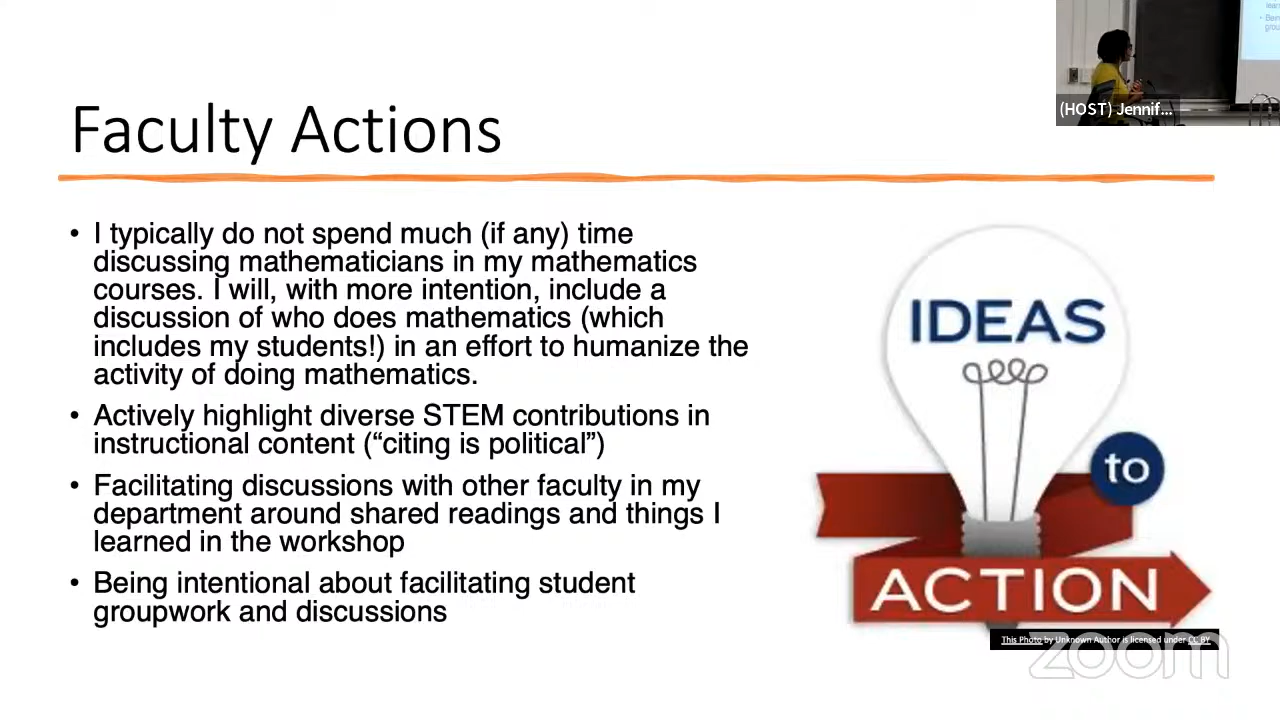 (HOST) Jennif...
Faculty Actions
• I typically do not spend much (if any) time
discussing mathematicians in my mathematics
courses. I will, with more intention, include a
discussion of who does mathematics (which
includes my students!) in an effort to humanize the
activity of doing mathematics.
• Actively highlight diverse STEM contributions in
instructional content (“citing is political”)
• Facilitating discussions with other faculty in my
department around shared readings and things I
learned in the workshop
• Being intentional about facilitating student
groupwork and discussions
IDEAS
to
ACTION
This Photo by Unknown Author is licensed under CC BY
zoom